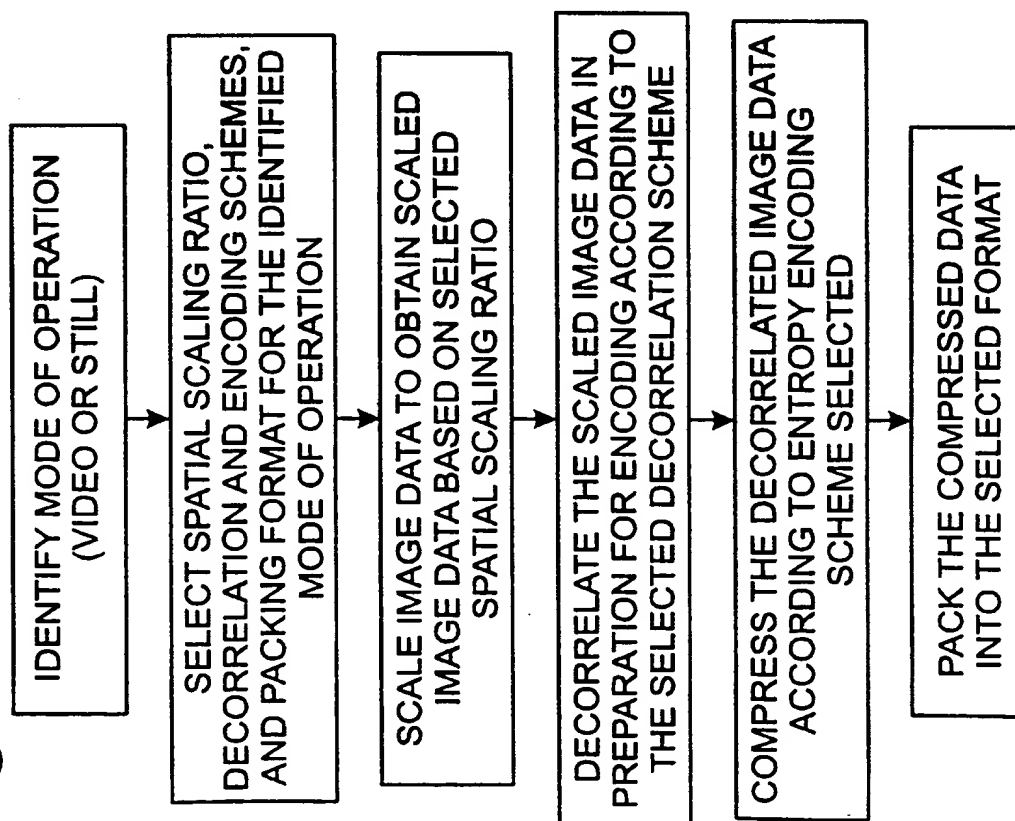 IDENTIFY MODE OF OPERATION
(VIDEO OR STILL)
SELECT SPATIAL SCALING RATIO,
DECORRELATION AND ENCODING SCHEMES,
AND PACKING FORMAT FOR THE IDENTIFIED
MODE OF OPERATION
SCALE IMAGE DATA TO OBTAIN SCALED
IMAGE DATA BASED ON SELECTED
SPATIAL SCALING RATIO
DECORRELATE THE SCALED IMAGE DATA IN
PREPARATION FOR ENCODING ACCORDING TO
THE SELECTED DECORRELATION SCHEME
COMPRESS THE DECORRELATED IMAGE DATA
ACCORDING TO ENTROPY ENCODING
SCHEME SELECTED
PACK THE COMPRESSED DATA
INTO THE SELECTED FORMAT